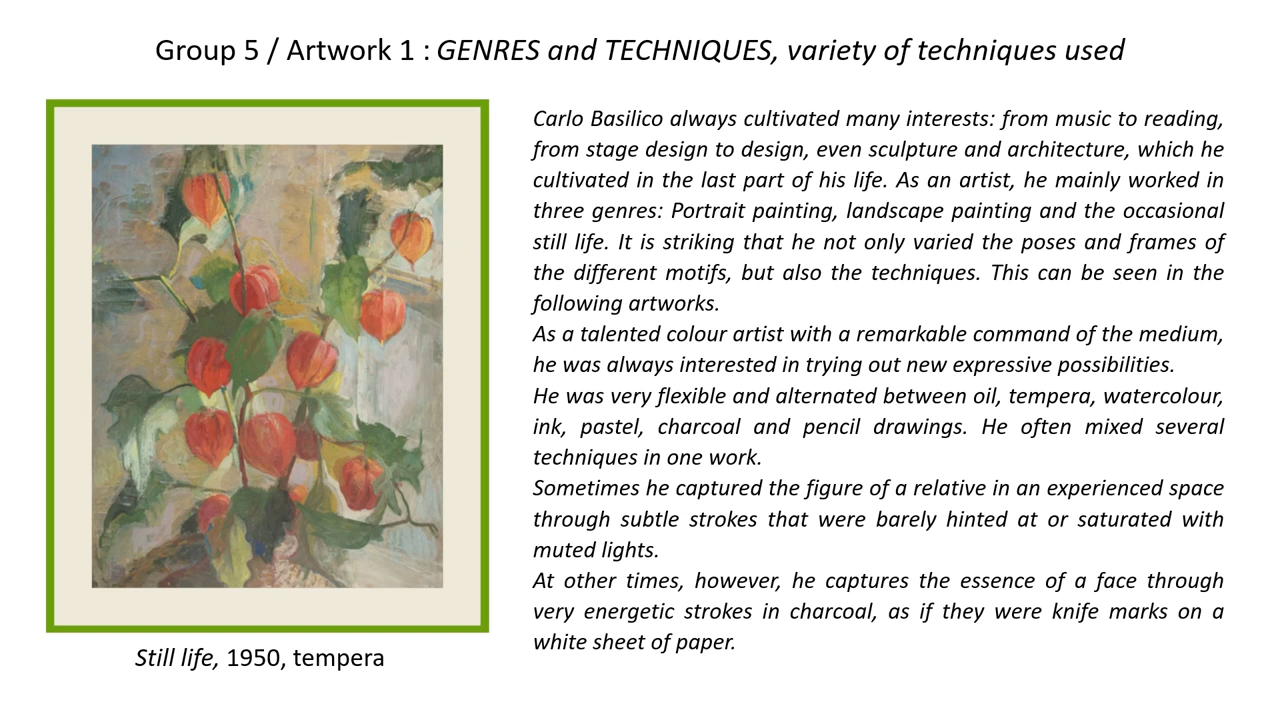 Group 5 / Artwork 1 : GENRES and TECHNIQUES, variety of techniques used
Carlo Basilico always cultivated many interests: from music to reading,
from stage design to design, even sculpture and architecture, which he
cultivated in the last part of his life. As an artist, he mainly worked in
three genres: Portrait painting, landscape painting and the occasional
still life. It is striking that he not only varied the poses and frames of
the different motifs, but also the techniques. This can be seen in the
following artworks.
As a talented colour artist with a remarkable command of the medium,
he was always interested in trying out new expressive possibilities.
He was very flexible and alternated between oil, tempera, watercolour,
ink, pastel, charcoal and pencil drawings. He often mixed several
techniques in one work.
Sometimes he captured the figure of a relative in an experienced space
through subtle strokes that were barely hinted at or saturated with
muted lights.
At other times, however, he captures the essence of a face through
very energetic strokes in charcoal, as if they were knife marks on a
white sheet of paper.
Still life, 1950, tempera